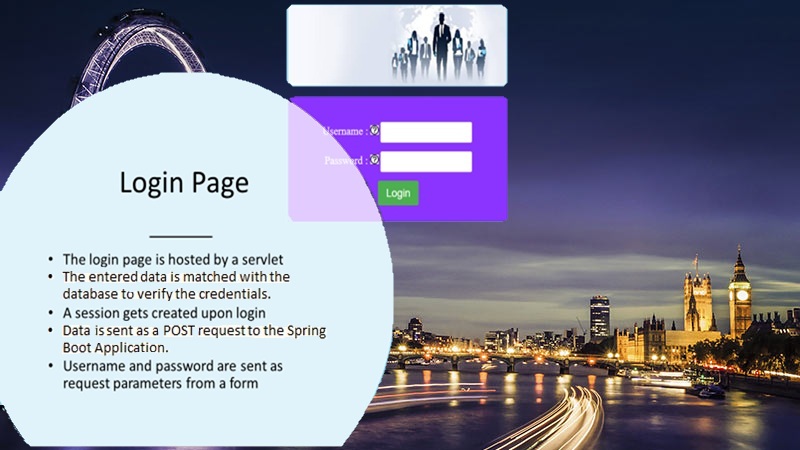 Login Page
• The login page is hosted by a servlet
• The entered data is matched with the
database to verify the credentials.
• A session gets created upon login
• Data is sent as a POST request to the Spring
Boot Application.
• Username and password are sent as
request parameters from a form
Username :
Password :
Login